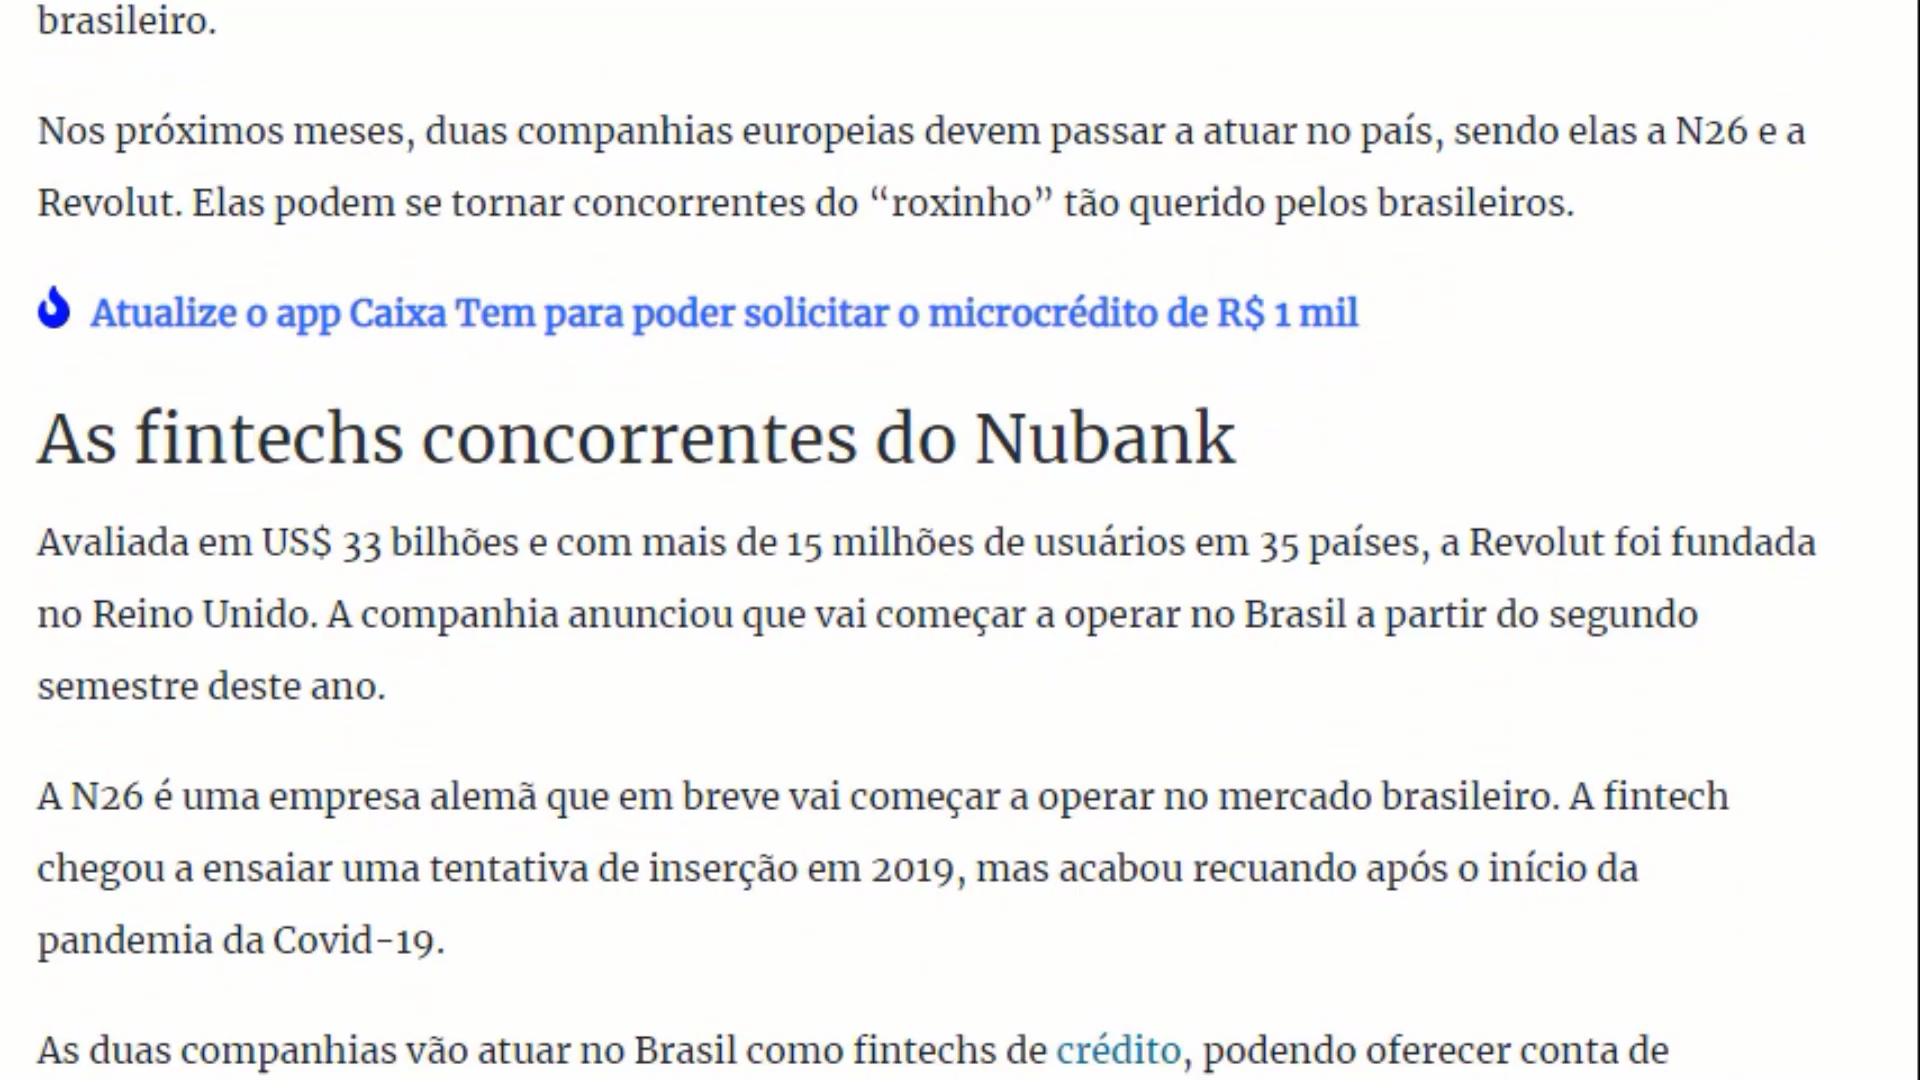 brasileiro.
Nos próximos meses, duas companhias europeias devem passar a atuar no país, sendo elas a N26 e a
Revolut. Elas podem se tornar concorrentes do “roxinho” tão querido pelos brasileiros.
Atualize o app Caixa Tem para poder solicitar o microcrédito de R$ 1 mil
As fintechs concorrentes do Nubank
Avaliada em US$ 33 bilhões e com mais de 15 milhões de usuários em 35 países, a Revolut foi fundada
no Reino Unido. A companhia anunciou que vai começar a operar no Brasil a partir do segundo
semestre deste ano.
A N26 é uma empresa alemã que em breve vai começar a operar no mercado brasileiro. A fintech
chegou a ensaiar uma tentativa de inserção em 2019, mas acabou recuando após o início da
pandemia da Covid-19.
As duas companhias vão atuar no Brasil como fintechs de crédito, podendo oferecer conta de